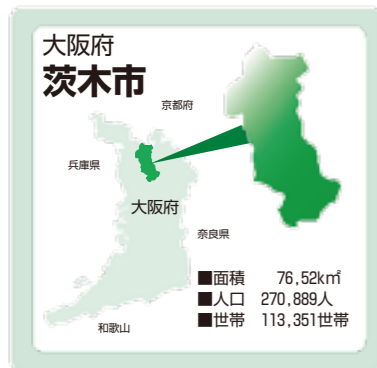 大阪府
茨木市
京都府
兵庫県
大阪府
奈良県
■面積 76,52k㎡
■人口 270,889人
■世帯 113,351世帯
和歌山